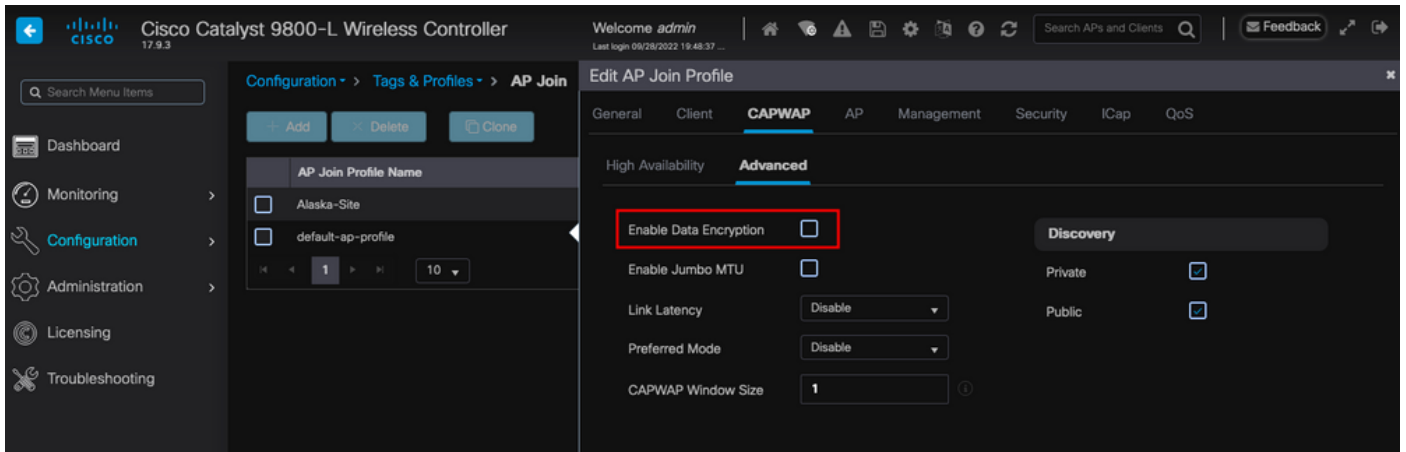 CISCO
Cisco Catalyst 9800-L Wireless Controller
17.9.3
Welcome admin
Last login 09/28/2022 19:48:37 ...
Search APs and Clients
Feedback
Search Menu Items
Dashboard
Monitoring
Configuration
Administration
Licensing
Troubleshooting
Configuration > Tags & Profiles > AP Join
+ Add
× Delete
Clone
AP Join Profile Name
Alaska-Site
default-ap-profile
1
10
Edit AP Join Profile
General Client CAPWAP AP Management Security ICap QoS
High Availability Advanced
Enable Data Encryption
Enable Jumbo MTU
Link Latency Disable
Preferred Mode Disable
CAPWAP Window Size 1
Discovery
Private
Public